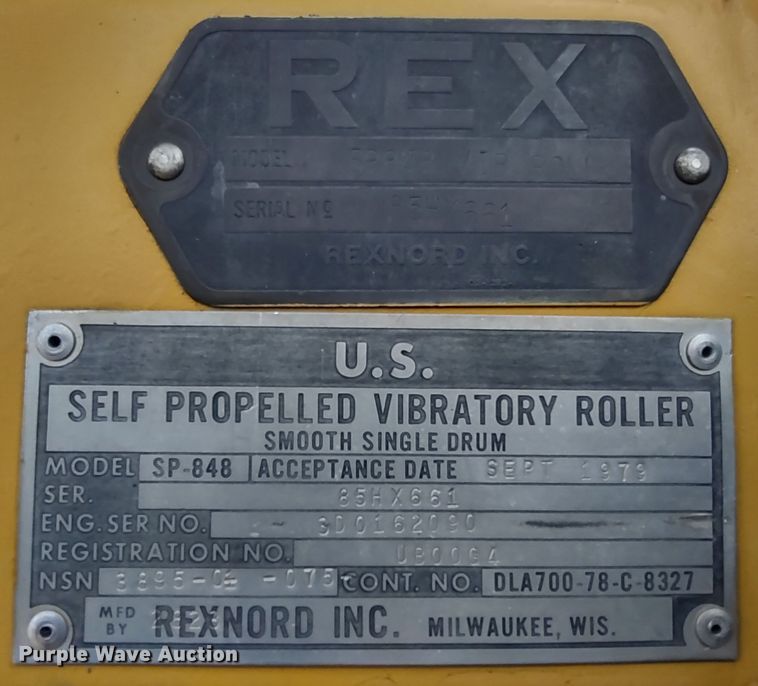 REX
MODEL
SERIAL Nº 85HX661
REXNORD INC.
U.S.
SELF PROPELLED VIBRATORY ROLLER
SMOOTH SINGLE DRUM
MODEL SP-848 ACCEPTANCE DATE SEPT 1979
SER. 85HX661
ENG. SER NO. 3D0162090
REGISTRATION NO.
NSN CONT. NO. DLA700-78-C-8327
MFD BY REXNORD INC. MILWAUKEE, WIS.
Purple Wave Auction